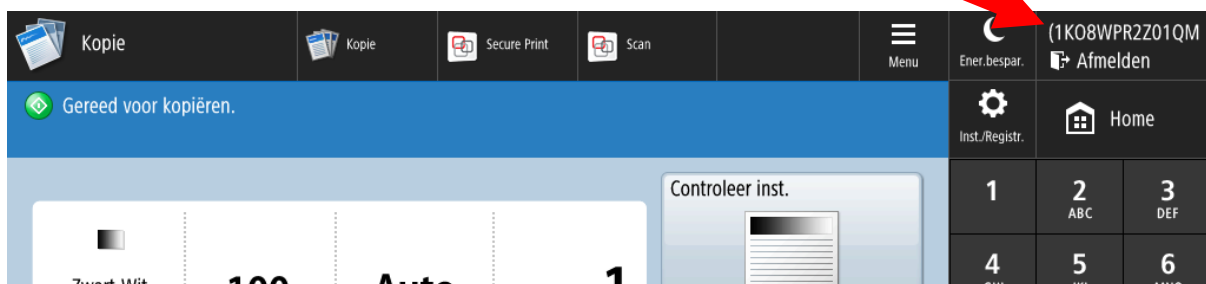 Kopie
Kopie
Secure Print
Scan
Menu
Ener.bespar.
(1KO8WPR2Z01QM
Afmelden
Gereed voor kopiëren.
Inst./Registr.
Home
Controleer inst.
1
2
3
ABC
DEF
Zwart-Wit
100
Auto
1
4
5
6